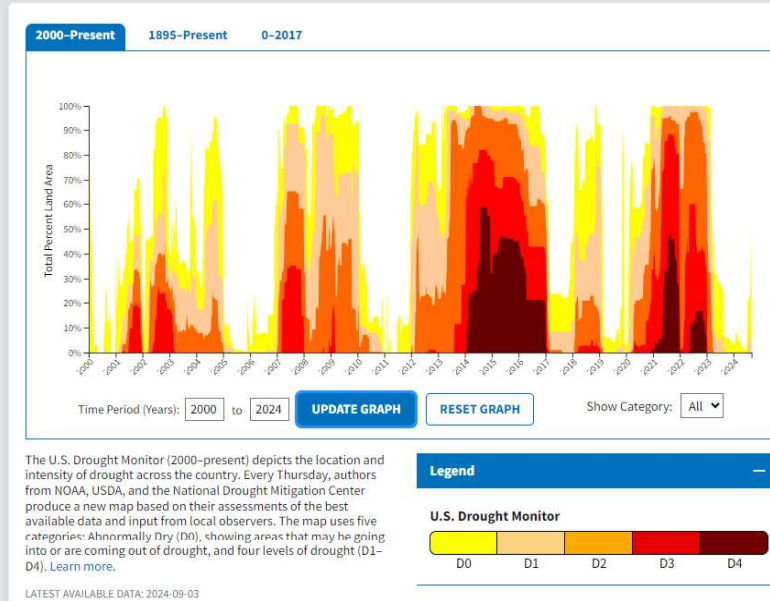 2000–Present 1895–Present 0–2017
100%
90%
80%
70%
60%
50%
40%
30%
20%
10%
0%
Total Percent Land Area
2000 2001 2002 2003 2004 2005 2006 2007 2008 2009 2010 2011 2012 2013 2014 2015 2016 2017 2018 2019 2020 2021 2022 2023 2024
Time Period (Years): 2000 to 2024 UPDATE GRAPH RESET GRAPH Show Category: All
The U.S. Drought Monitor (2000–present) depicts the location and
intensity of drought across the country. Every Thursday, authors
from NOAA, USDA, and the National Drought Mitigation Center
produce a new map based on their assessments of the best
available data and input from local observers. The map uses five
categories: Abnormally Dry (D0), showing areas that may be going
into or are coming out of drought, and four levels of drought (D1–
D4). Learn more.
LATEST AVAILABLE DATA: 2024-09-03
Legend
U.S. Drought Monitor
D0 D1 D2 D3 D4